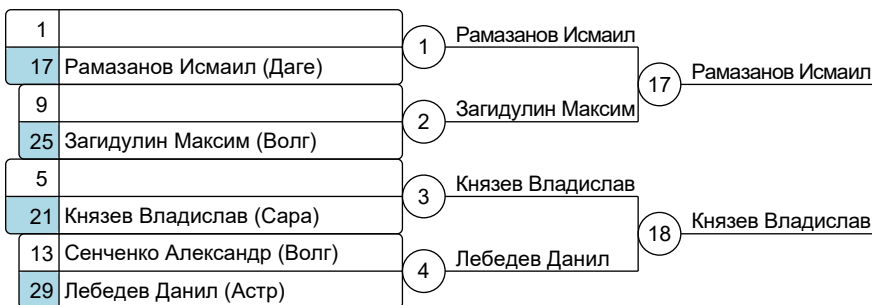 1
17 Рамазанов Исмаил (Даге)
9
25 Загидулин Максим (Волг)
5
21 Князев Владислав (Сара)
13 Сенченко Александр (Волг)
29 Лебедев Данил (Астр)
1 Рамазанов Исмаил
2 Загидулин Максим
3 Князев Владислав
4 Лебедев Данил
17 Рамазанов Исмаил
18 Князев Владислав